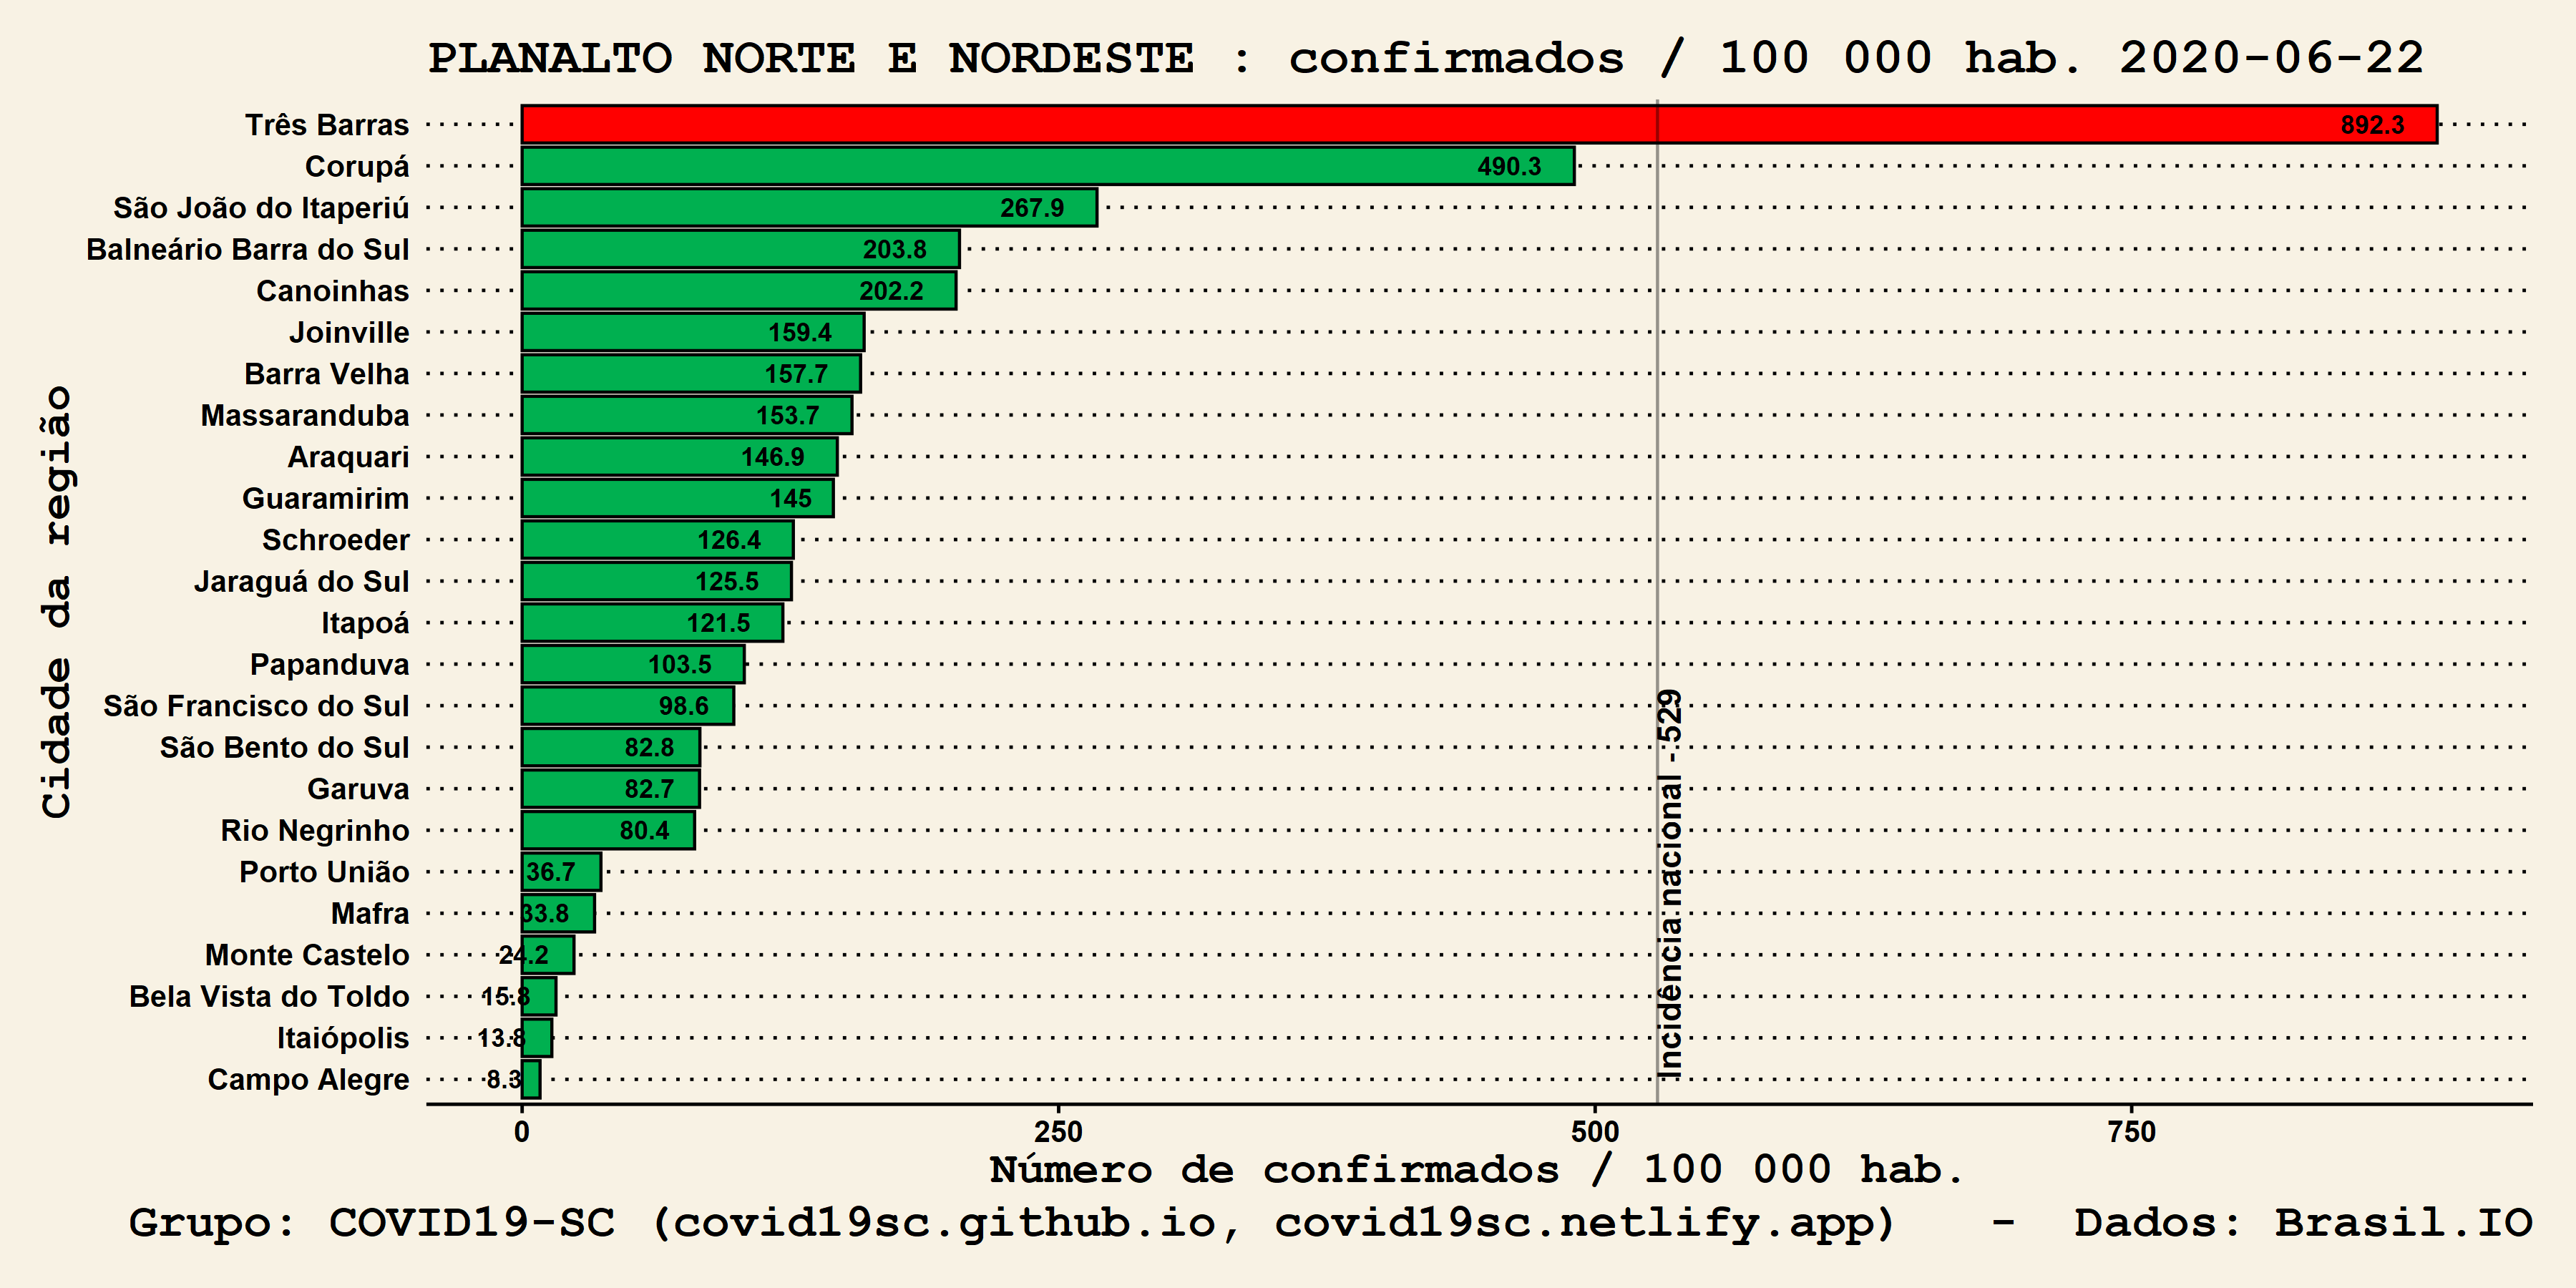 PLANALTO NORTE E NORDESTE : confirmados / 100 000 hab. 2020-06-22
Cidade da região
Três Barras 892.3
Corupá 490.3
São João do Itaperiú 267.9
Balneário Barra do Sul 203.8
Canoinhas 202.2
Joinville 159.4
Barra Velha 157.7
Massaranduba 153.7
Araquari 146.9
Guaramirim 145
Schroeder 126.4
Jaraguá do Sul 125.5
Itapoá 121.5
Papanduva 103.5
São Francisco do Sul 98.6
São Bento do Sul 82.8
Garuva 82.7
Rio Negrinho 80.4
Porto União 36.7
Mafra 33.8
Monte Castelo 24.2
Bela Vista do Toldo 15.8
Itaiópolis 13.8
Campo Alegre 8.3
Incidência nacional - 529
0 250 500 750
Número de confirmados / 100 000 hab.
Grupo: COVID19-SC (covid19sc.github.io, covid19sc.netlify.app) - Dados: Brasil.IO